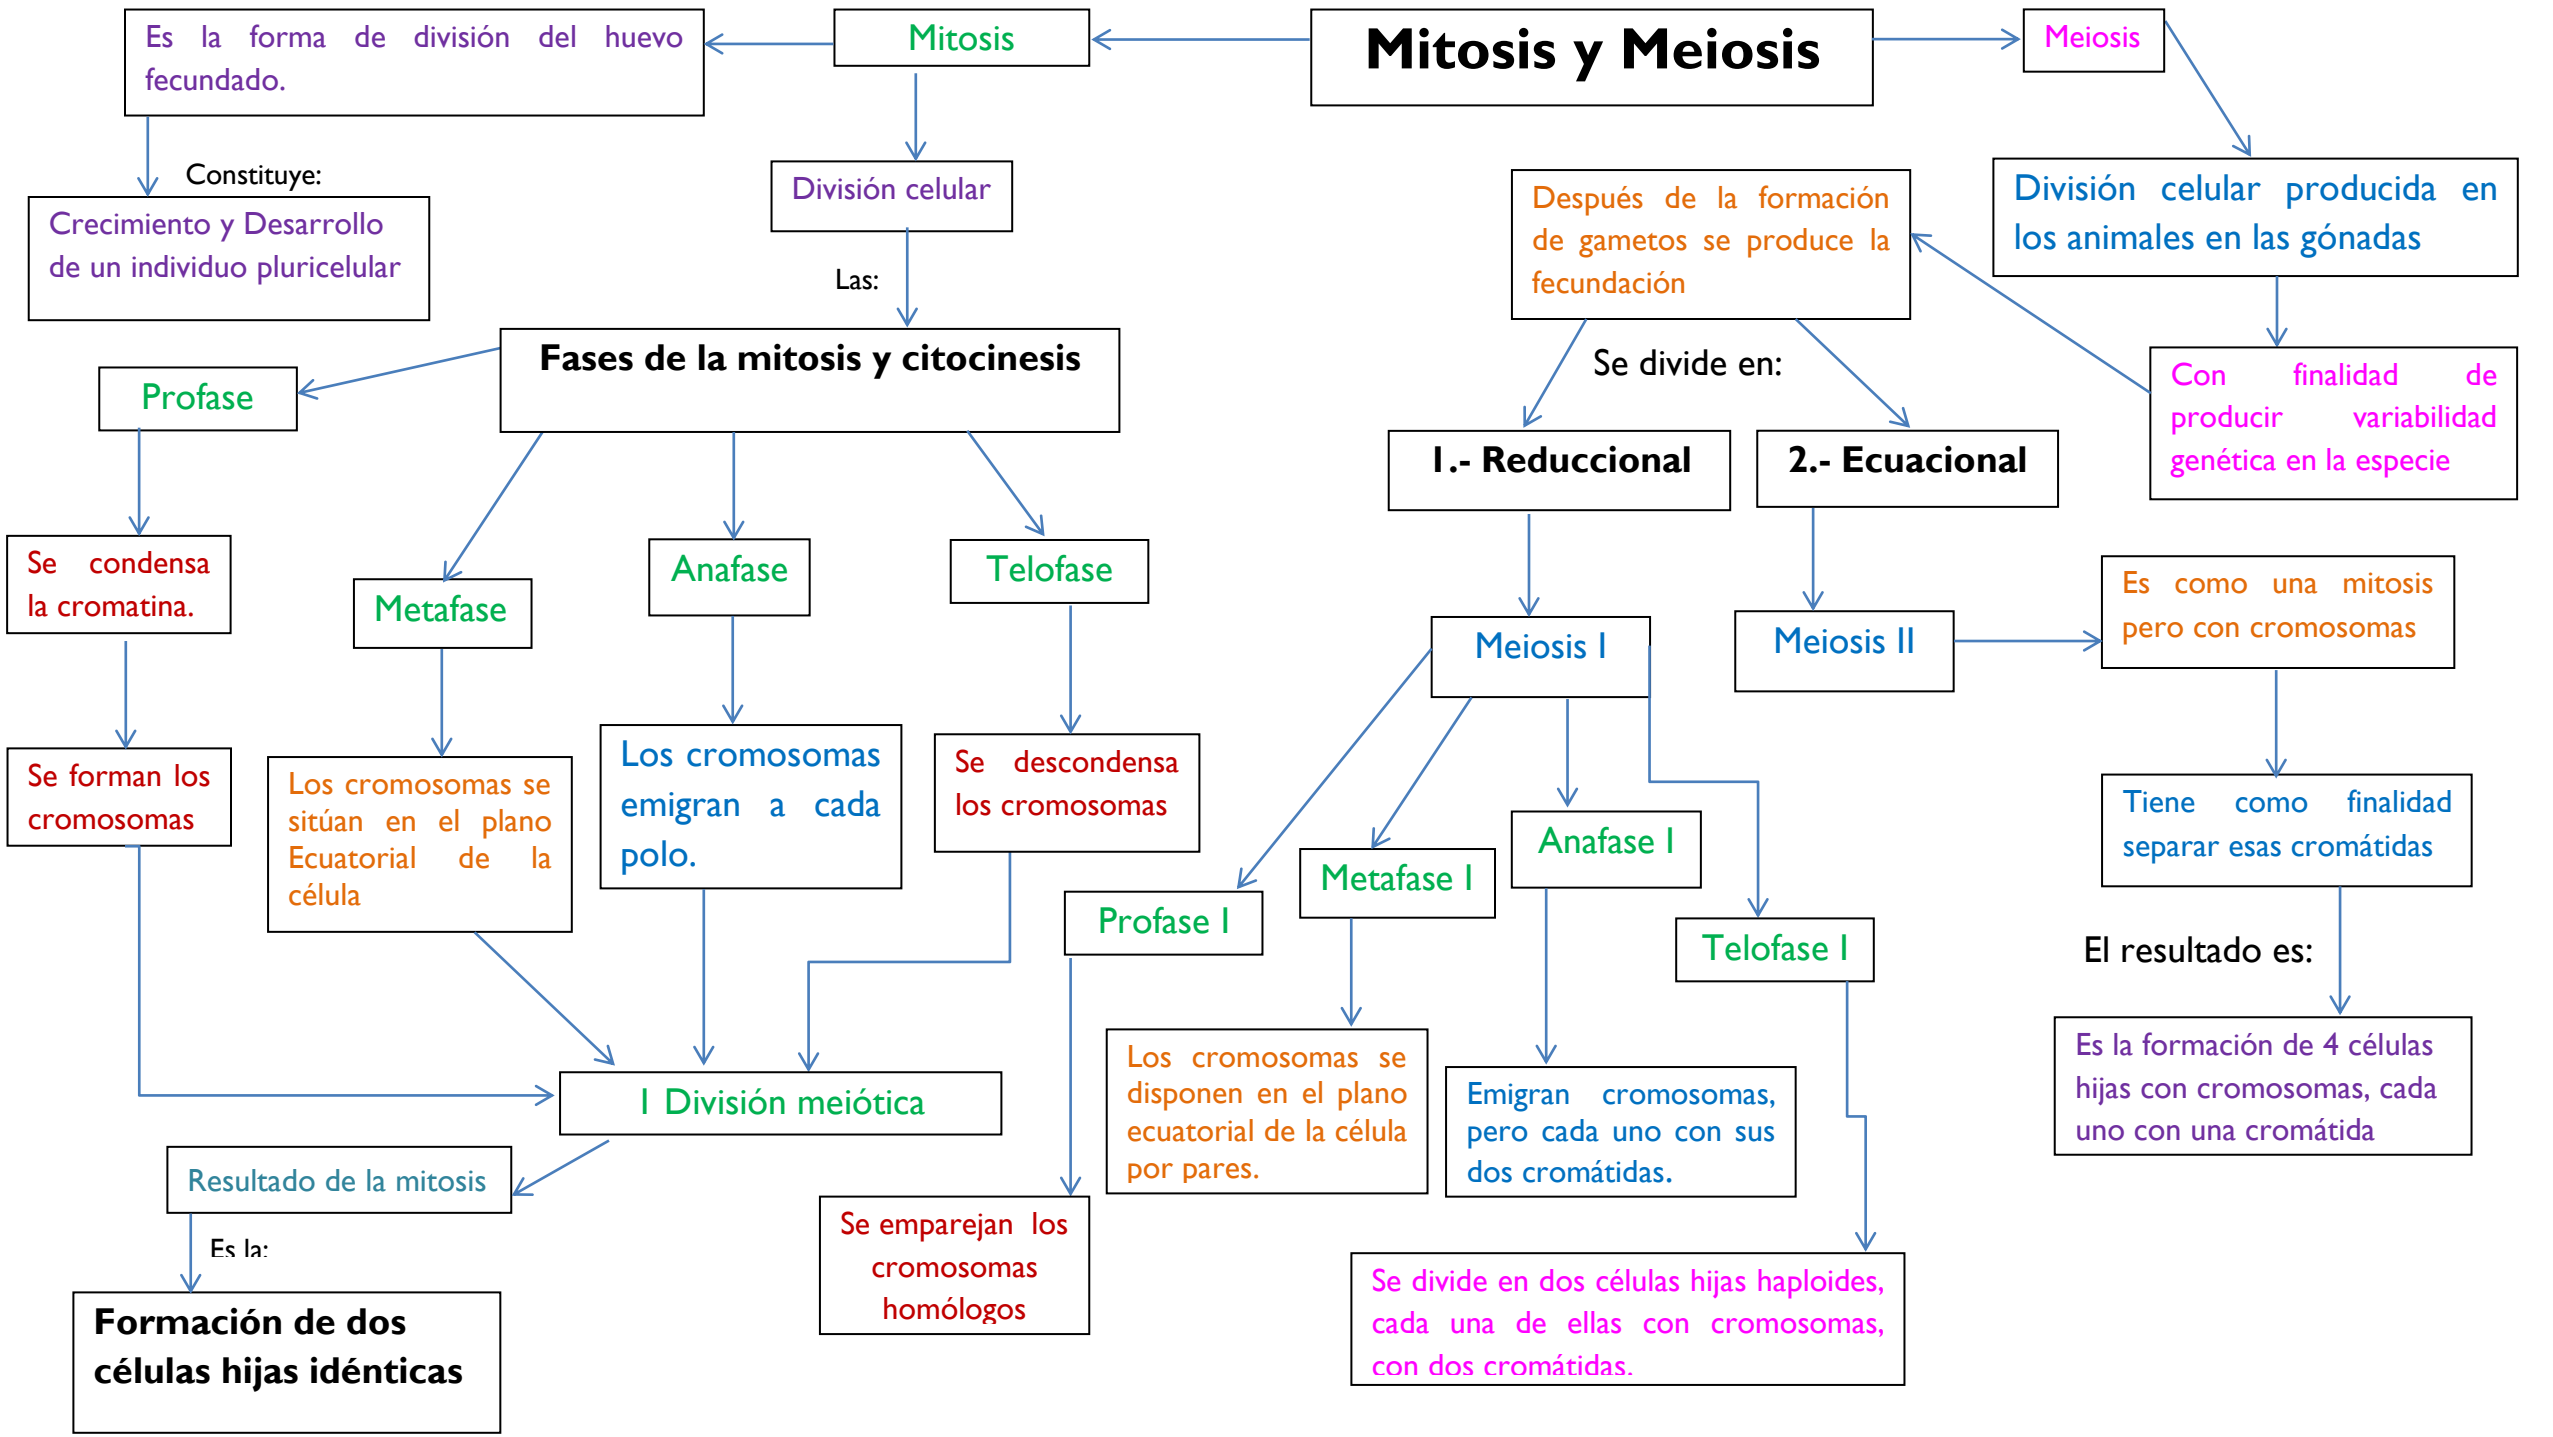 Mitosis y Meiosis
Mitosis
Meiosis
Es la forma de división del huevo
fecundado.
Constituye:
Crecimiento y Desarrollo
de un individuo pluricelular
División celular
Las:
Fases de la mitosis y citocinesis
Profase
Se condensa
la cromatina.
Se forman los
cromosomas
Metafase
Los cromosomas se
sitúan en el plano
Ecuatorial de la
célula
Anafase
Los cromosomas
emigran a cada
polo.
Telofase
Se descondensa
los cromosomas
I División meiótica
Resultado de la mitosis
Es la:
Formación de dos
células hijas idénticas
División celular producida en
los animales en las gónadas
Con finalidad de
producir variabilidad
genética en la especie
Después de la formación
de gametos se produce la
fecundación
Se divide en:
1.- Reduccional
2.- Ecuacional
Meiosis I
Profase I
Se emparejan los
cromosomas
homólogos
Metafase I
Los cromosomas se
disponen en el plano
ecuatorial de la célula
por pares.
Anafase I
Emigran cromosomas,
pero cada uno con sus
dos cromátidas.
Telofase I
Se divide en dos células hijas haploides,
cada una de ellas con cromosomas,
con dos cromátidas.
Meiosis II
Es como una mitosis
pero con cromosomas
Tiene como finalidad
separar esas cromátidas
El resultado es:
Es la formación de 4 células
hijas con cromosomas, cada
uno con una cromátida